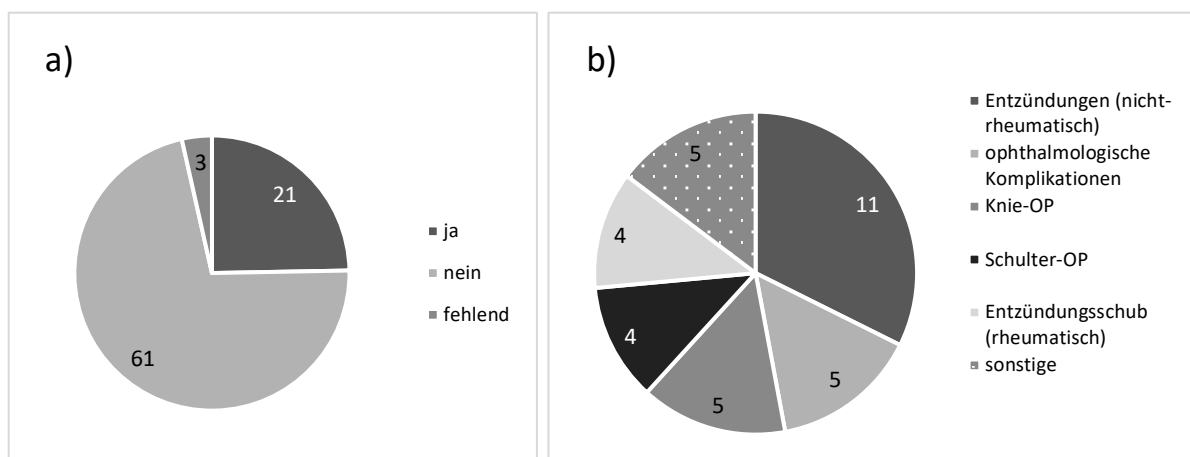 a)
21
61
3
ja
nein
fehlend
b)
11
5
5
4
4
5
Entzündungen (nicht-
rheumatisch)
ophthalmologische
Komplikationen
Knie-OP
Schulter-OP
Entzündungsschub
(rheumatisch)
sonstige